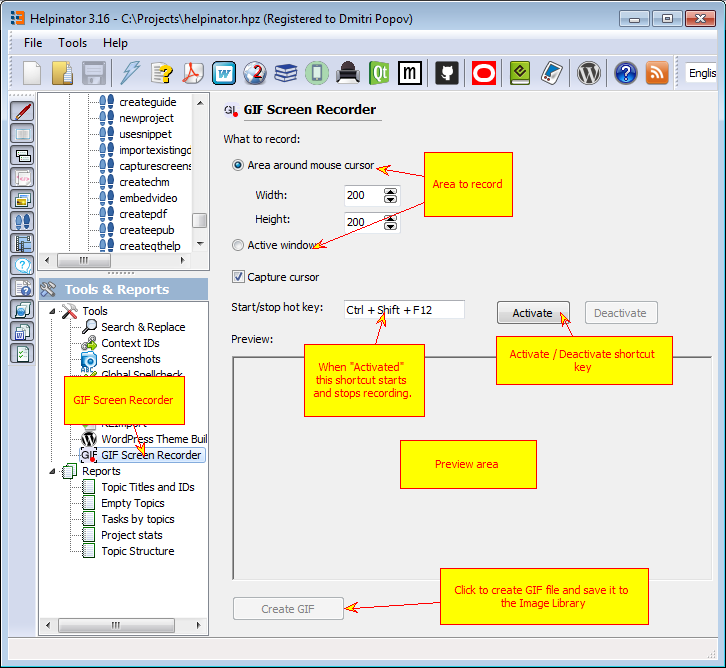 Helpinator 3.16 - C:\Projects\helpinator.hpz (Registered to Dmitri Popov)
File Tools Help
W
2
Qt
m
Englis
createguide
newproject
usesnippet
importexistingd
capturescreens
createchm
embedvideo
createpdf
createepub
createqthelp
Tools & Reports
Tools
Search & Replace
Context IDs
Screenshots
Global Spellcheck
GIF Screen Recorder
WordPress Theme Buil
GIF GIF Screen Recorder
Reports
Topic Titles and IDs
Empty Topics
Tasks by topics
Project stats
Topic Structure
GIF Screen Recorder
What to record:
Area around mouse cursor
Area to record
Width: 200
Height: 200
Active window
Capture cursor
Start/stop hot key: Ctrl + Shift + F12 Activate Deactivate
Preview:
When "Activated"
this shortcut starts
and stops recording.
Activate / Deactivate shortcut
key
Preview area
Click to create GIF file and save it to
the Image Library
Create GIF